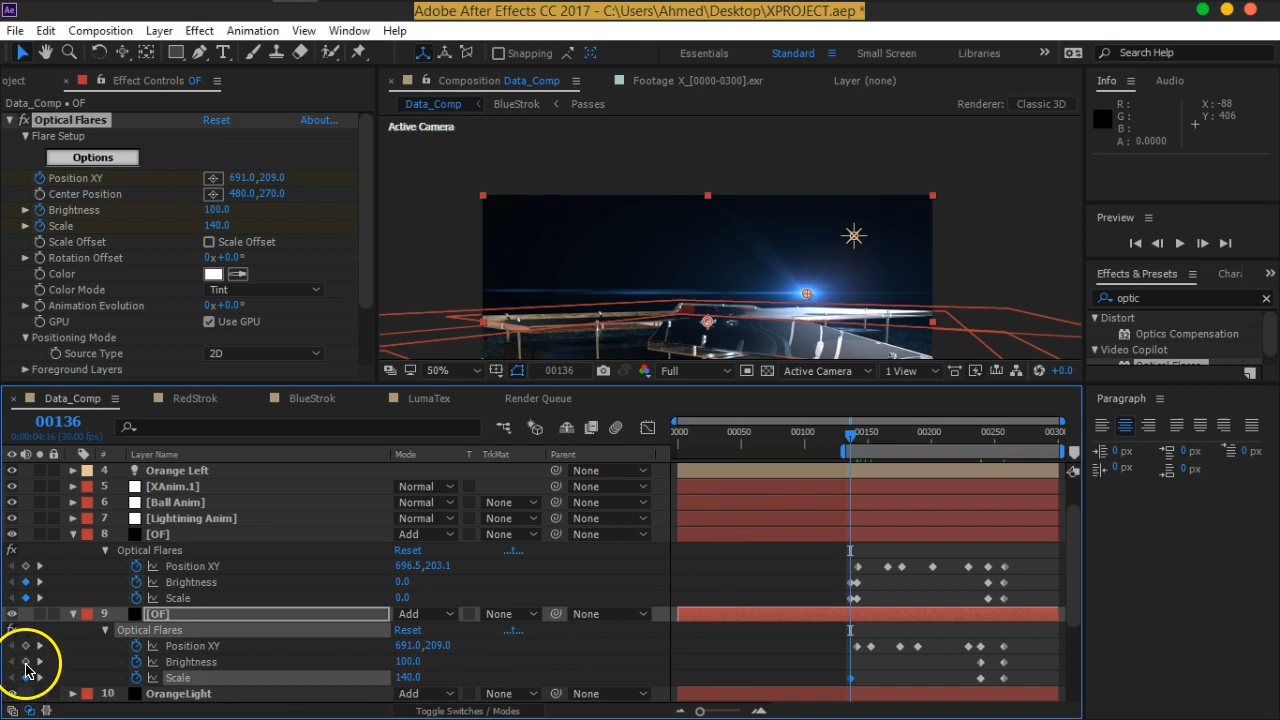 Adobe After Effects CC 2017 - C:\Users\Ahmed\Desktop\XPROJECT.aep *
File Edit Composition Layer Effect Animation View Window Help
Snapping Essentials Standard Small Screen Libraries Search Help
oject Effect Controls OF
Composition Data_Comp Footage X_[0000-0300].exr Layer (none)
Info Audio
Data_Comp • OF
Data_Comp BlueStrok Passes Renderer: Classic 3D
Active Camera
R: X: -88
G: Y: 406
B:
A: 0.0000
fx Optical Flares Reset About...
Flare Setup
Options
Position XY 691.0,209.0
Center Position 480.0,270.0
Brightness 100.0
Scale 140.0
Scale Offset Scale Offset
Rotation Offset 0x+0.0°
Color
Color Mode Tint
Animation Evolution 0x+0.0°
GPU Use GPU
Positioning Mode
Source Type 2D
Foreground Layers
Preview
Effects & Presets Chara
optic
Distort
32 Optics Compensation
Video Copilot
Optical Flares
50% 00136 Full Active Camera 1 View +0.0
Data_Comp RedStrok BlueStrok LumaTex Render Queue
Paragraph
00136
0:00:04:16 (30.00 fps)
0000 00050 00100 00150 00200 00250 0030
# Layer Name Mode T TrkMat Parent
0 px 0 px 0 px
0 px 0 px
4 Orange Left None
5 [XAnim.1] Normal None
6 [Ball Anim] Normal None None
7 [Lightining Anim] Normal None None
8 [OF] Add None None
fx Optical Flares Reset ...t...
Position XY 696.5,203.1
Brightness 0.0
Scale 0.0
9 [OF] Add None None
Optical Flares Reset ...t...
Position XY 691.0,209.0
Brightness 100.0
Scale 140.0
10 OrangeLight Add None None
Toggle Switches / Modes